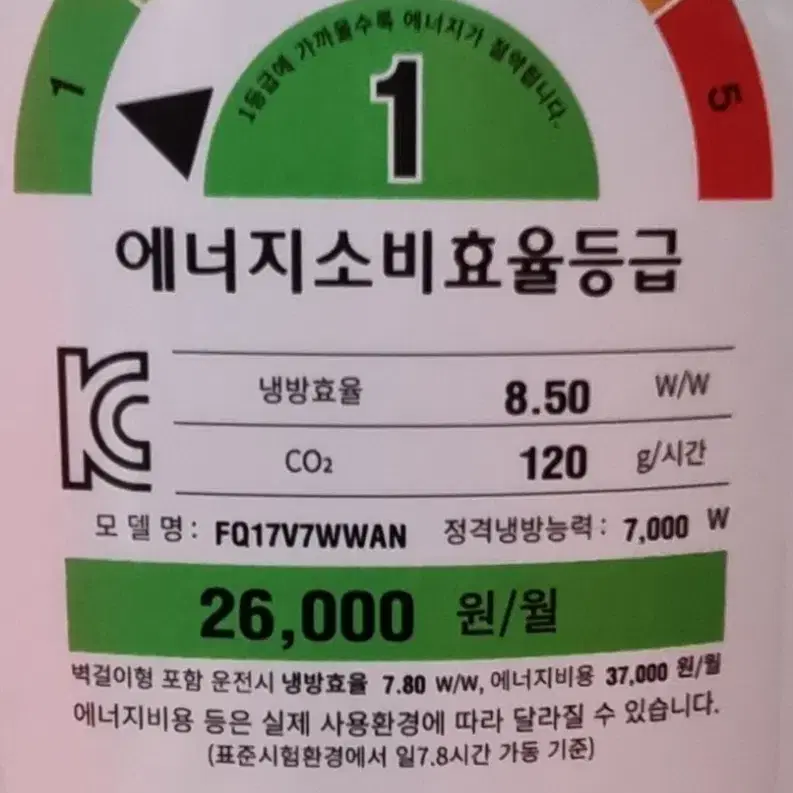 1등급에 가까울수록 에너지가 절약됩니다.
1
1
5
에너지소비효율등급
냉방효율 8.50 W/W
CO₂ 120 g/시간
모 델 명 : FQ17V7WWAN 정격냉방능력 : 7,000 W
26,000 원/월
벽걸이형 포함 운전시 냉방효율 7.80 W/W, 에너지비용 37,000 원/월
에너지비용 등은 실제 사용환경에 따라 달라질 수 있습니다.
(표준시험환경에서 일7.8시간 가동 기준)